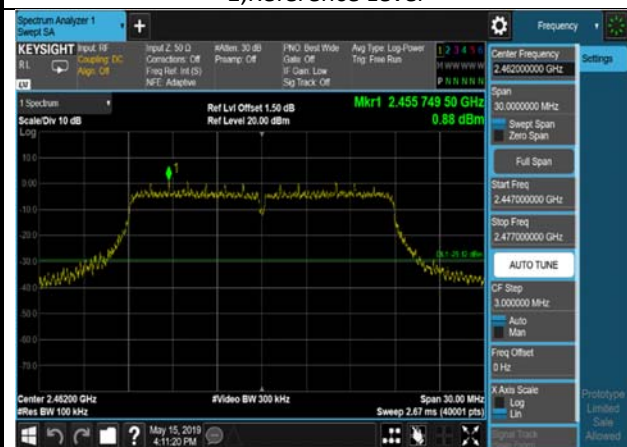 Spectrum Analyzer 1
Swept SA
Frequency
Settings
KEYSIGHT
RL
Input: RF
Coupling: DC
Align: Off
Input Z: 50 Ω
Corrections: Off
Freq Ref: Int (S)
NFE: Adaptive
#Atten: 30 dB
Preamp: Off
PNO: Best Wide
Gate: Off
IF Gain: Low
Sig Track: Off
Avg Type: Log-Power
Trig: Free Run
1 2 3 4 5 6
M W W W W W
P N N N N N
1 Spectrum
Scale/Div 10 dB
Log
Ref Lvl Offset 1.50 dB
Ref Level 20.00 dBm
Mkr1 2.455 749 50 GHz
0.88 dBm
1
10.0
0.00
-10.0
-20.0
-30.0
-40.0
-50.0
-60.0
-70.0
Center 2.46200 GHz
#Res BW 100 kHz
#Video BW 300 kHz
Span 30.00 MHz
Sweep 2.67 ms (40001 pts)
May 15, 2019
4:11:20 PM
Center Frequency
2.462000000 GHz
Span
30.0000000 MHz
Swept Span
Zero Span
Full Span
Start Freq
2.447000000 GHz
Stop Freq
2.477000000 GHz
AUTO TUNE
CF Step
3.000000 MHz
Auto
Man
Freq Offset
0 Hz
X Axis Scale
Log
Lin
Signal Track
Prototype
Limited
Sale
Allowed